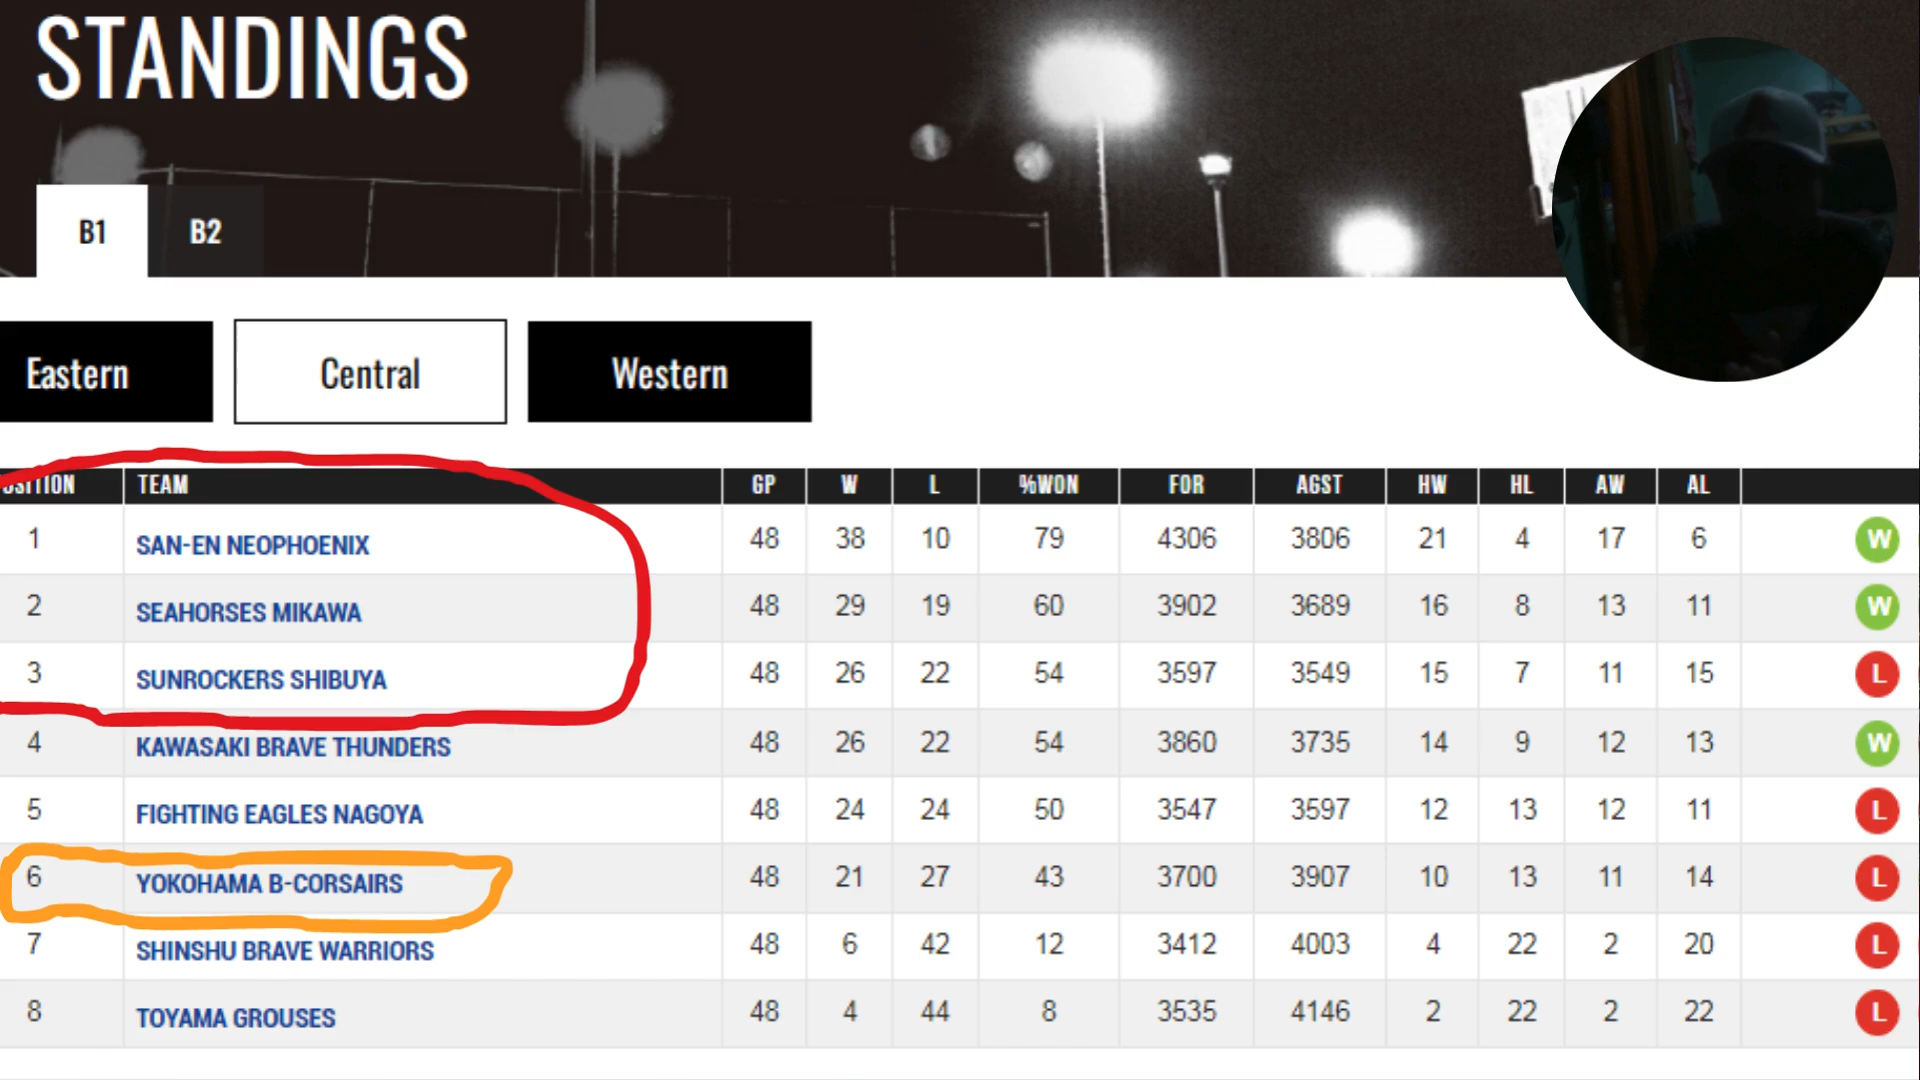 STANDINGS
B1 B2
Eastern Central Western
OSITION TEAM GP W L %WON FOR AGST HW HL AW AL
1 SAN-EN NEOPHOENIX 48 38 10 79 4306 3806 21 4 17 6 W
2 SEAHORSES MIKAWA 48 29 19 60 3902 3689 16 8 13 11 W
3 SUNROCKERS SHIBUYA 48 26 22 54 3597 3549 15 7 11 15 L
4 KAWASAKI BRAVE THUNDERS 48 26 22 54 3860 3735 14 9 12 13 W
5 FIGHTING EAGLES NAGOYA 48 24 24 50 3547 3597 12 13 12 11 L
6 YOKOHAMA B-CORSAIRS 48 21 27 43 3700 3907 10 13 11 14 L
7 SHINSHU BRAVE WARRIORS 48 6 42 12 3412 4003 4 22 2 20 L
8 TOYAMA GROUSES 48 4 44 8 3535 4146 2 22 2 22 L